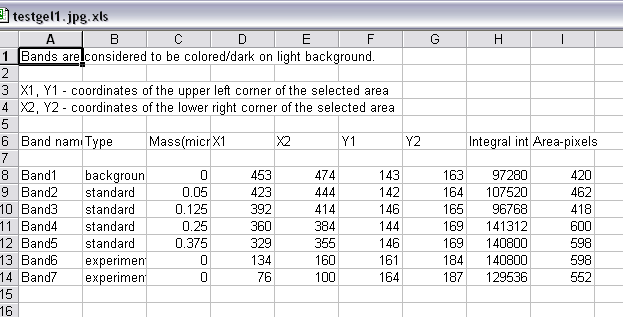 testgel1.jpg.xls
A B C D E F G H I
1 Bands are considered to be colored/dark on light background.
2
3 X1, Y1 - coordinates of the upper left corner of the selected area
4 X2, Y2 - coordinates of the lower right corner of the selected area
5
6 Band nam Type Mass(micr X1 X2 Y1 Y2 Integral int Area-pixels
7
8 Band1 backgroun 0 453 474 143 163 97280 420
9 Band2 standard 0.05 423 444 142 164 107520 462
10 Band3 standard 0.125 392 414 146 165 96768 418
11 Band4 standard 0.25 360 384 144 169 141312 600
12 Band5 standard 0.375 329 355 146 169 140800 598
13 Band6 experimen 0 134 160 161 184 140800 598
14 Band7 experimen 0 76 100 164 187 129536 552
15
16